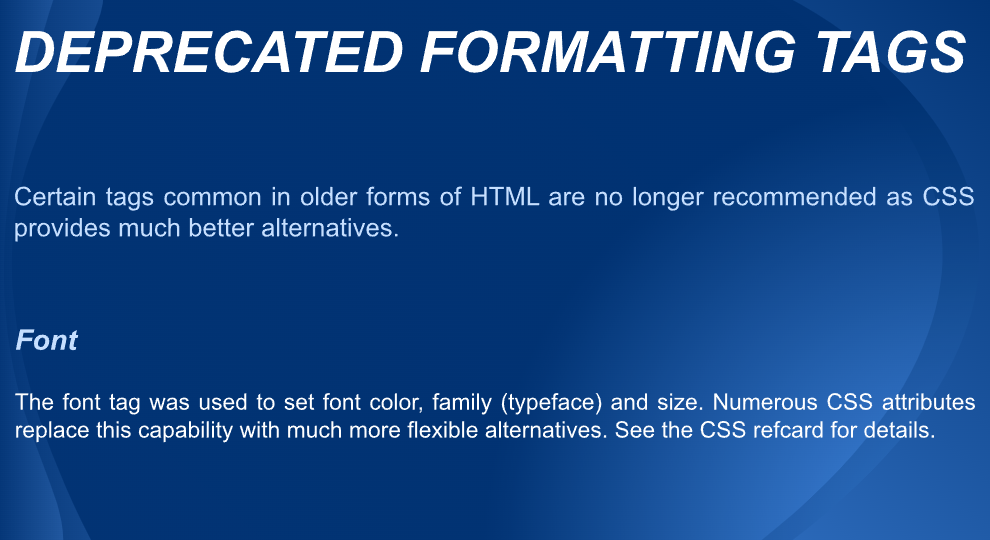 DEPRECATED FORMATTING TAGS
Certain tags common in older forms of HTML are no longer recommended as CSS
provides much better alternatives.
Font
The font tag was used to set font color, family (typeface) and size. Numerous CSS attributes
replace this capability with much more flexible alternatives. See the CSS refcard for details.